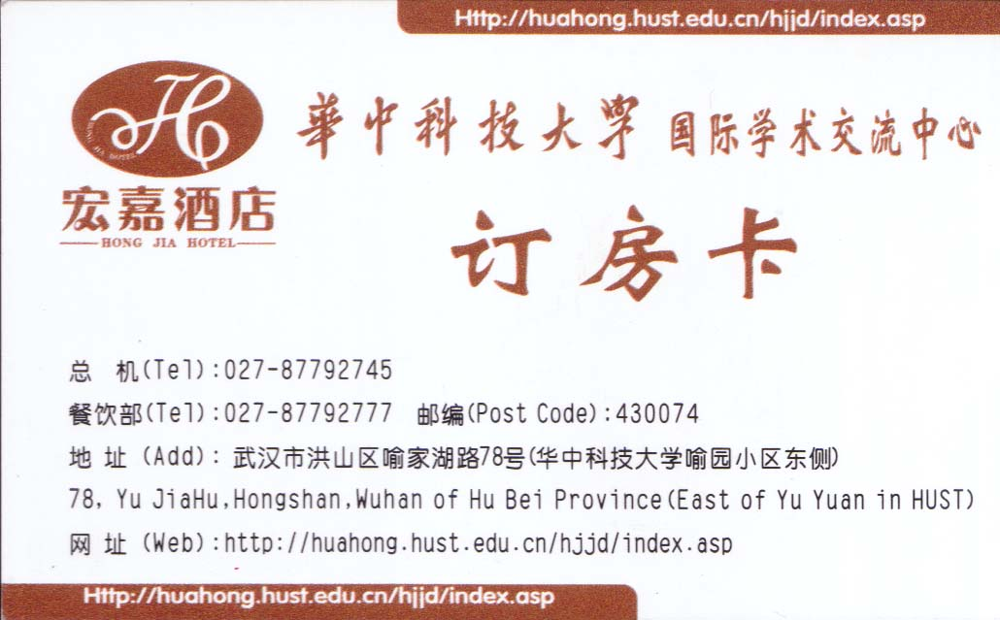 Http://huahong.hust.edu.cn/hjjd/index.asp
HONG JIA HOTEL
華中科技大學 国际学术交流中心
宏嘉酒店
HONG JIA HOTEL
订房卡
总 机(Tel):027-87792745
餐饮部(Tel):027-87792777 邮编(Post Code):430074
地 址 (Add): 武汉市洪山区喻家湖路78号(华中科技大学喻园小区东侧)
78, Yu JiaHu,Hongshan,Wuhan of Hu Bei Province(East of Yu Yuan in HUST)
网 址 (Web):http://huahong.hust.edu.cn/hjjd/index.asp
Http://huahong.hust.edu.cn/hjjd/index.asp